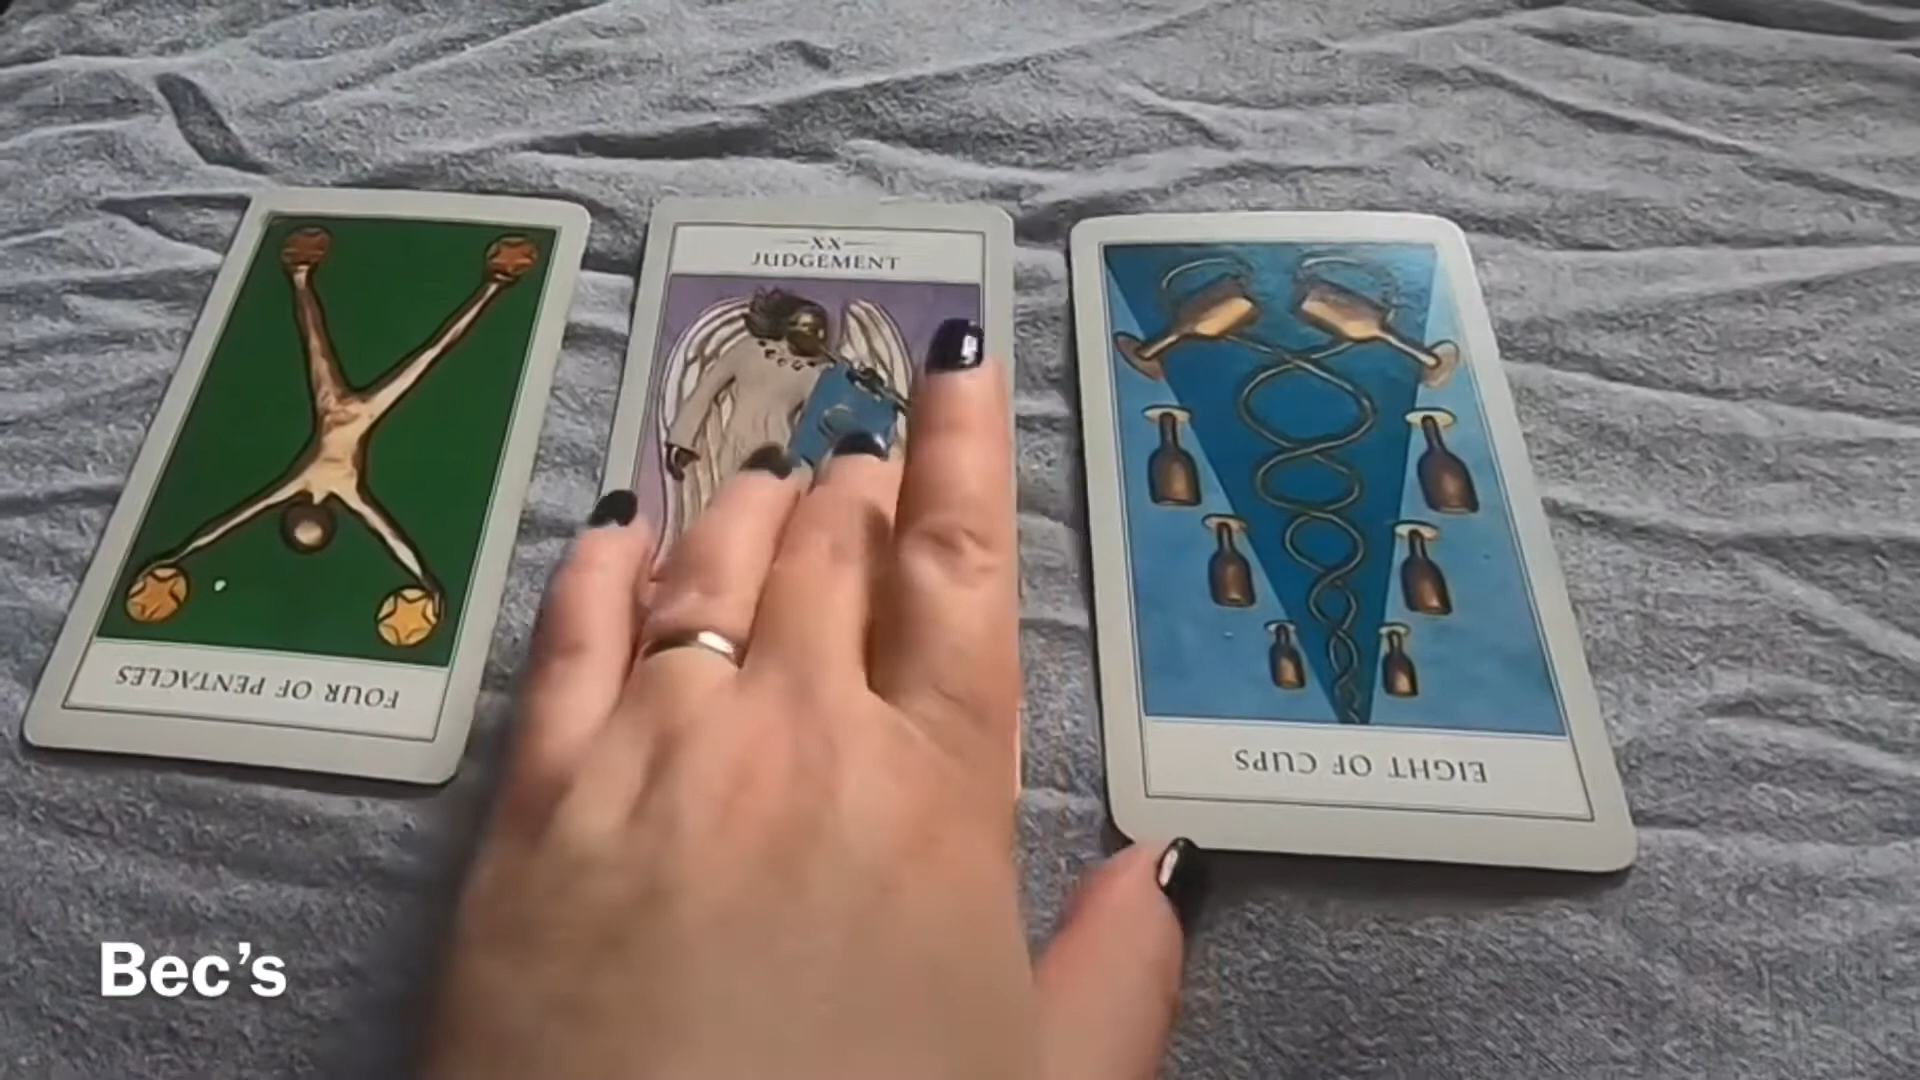 XX
JUDGEMENT
FOUR OF PENTACLES
EIGHT OF CUPS
Bec's